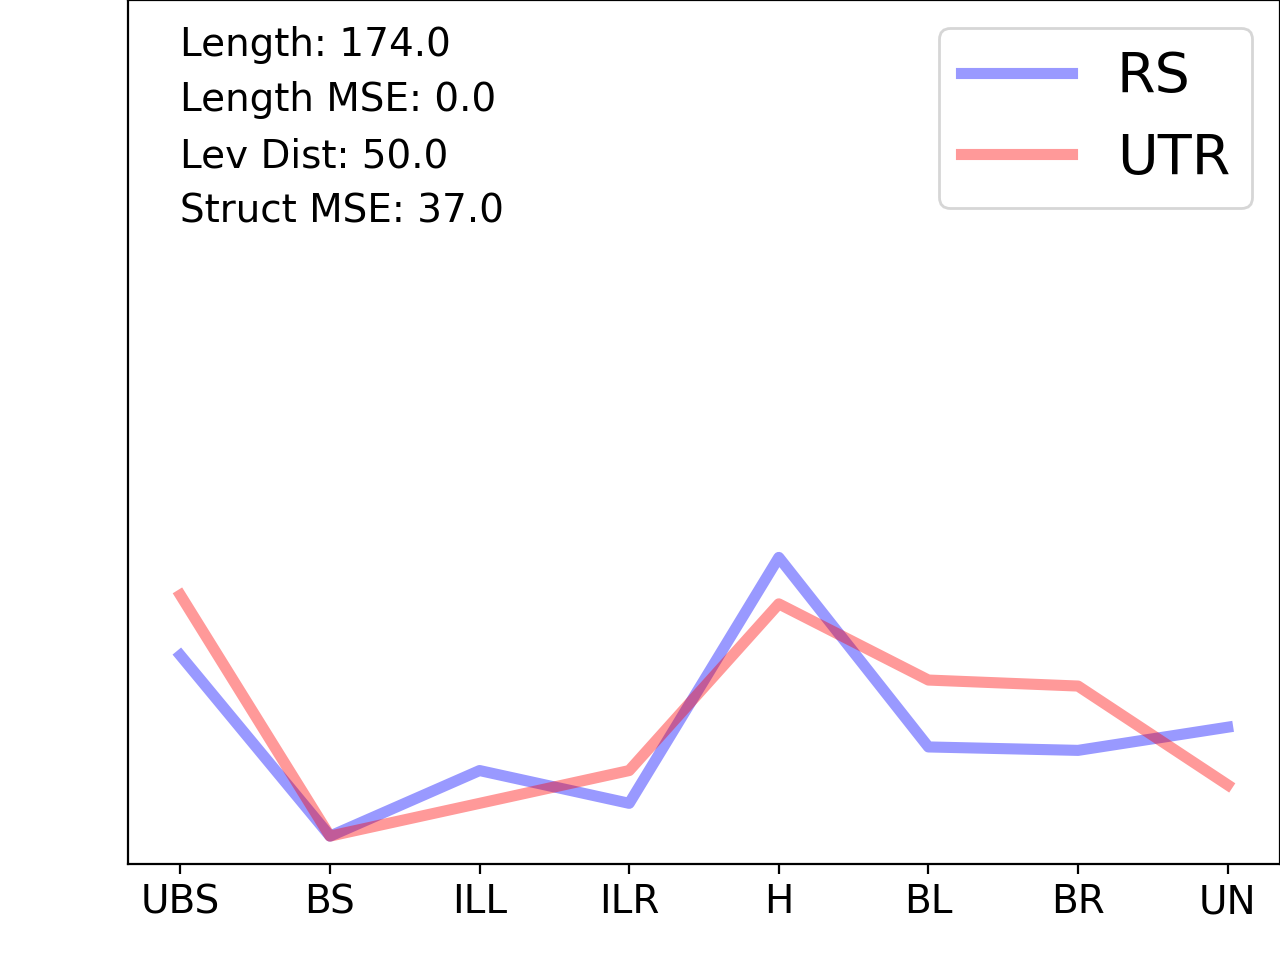 Length: 174.0
Length MSE: 0.0
Lev Dist: 50.0
Struct MSE: 37.0
RS
UTR
UBS BS ILL ILR H BL BR UN